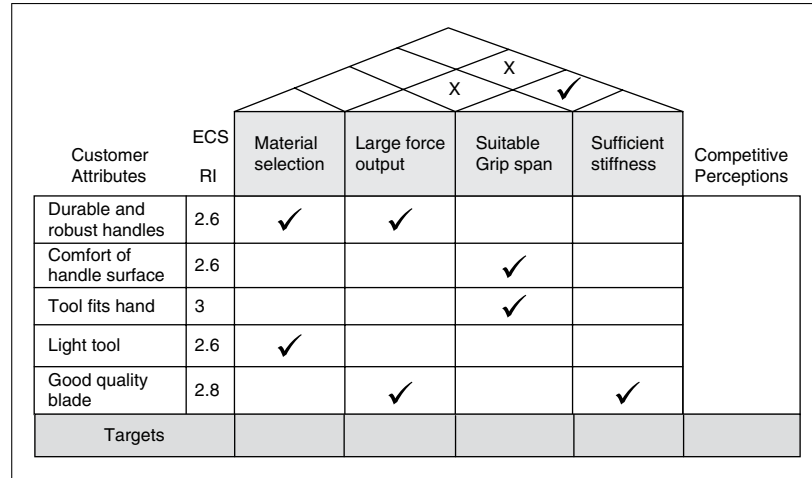 X
X ✓
ECS
RI
Customer
Attributes
Material
selection
Large force
output
Suitable
Grip span
Sufficient
stiffness
Competitive
Perceptions
Durable and
robust handles
2.6 ✓ ✓
Comfort of
handle surface
2.6 ✓
Tool fits hand 3 ✓
Light tool 2.6 ✓
Good quality
blade
2.8 ✓ ✓
Targets